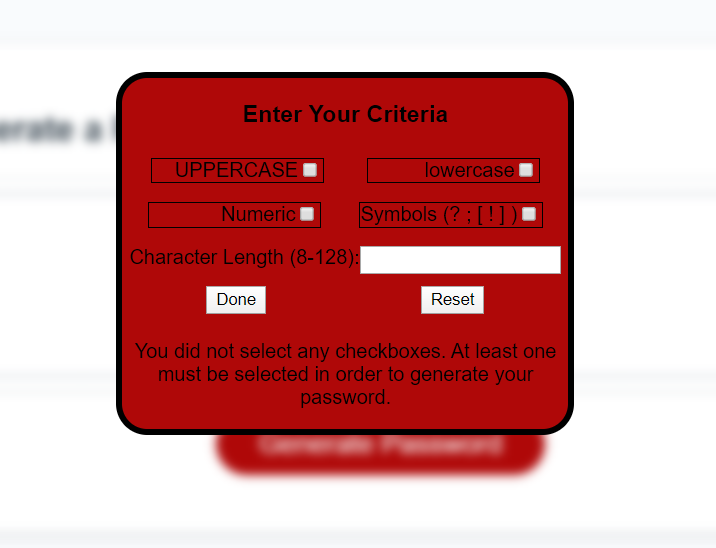 erate a
Enter Your Criteria
UPPERCASE lowercase
Numeric Symbols (? ; [ ! ] )
Character Length (8-128):
Done Reset
You did not select any checkboxes. At least one
must be selected in order to generate your
password.
Generate Password